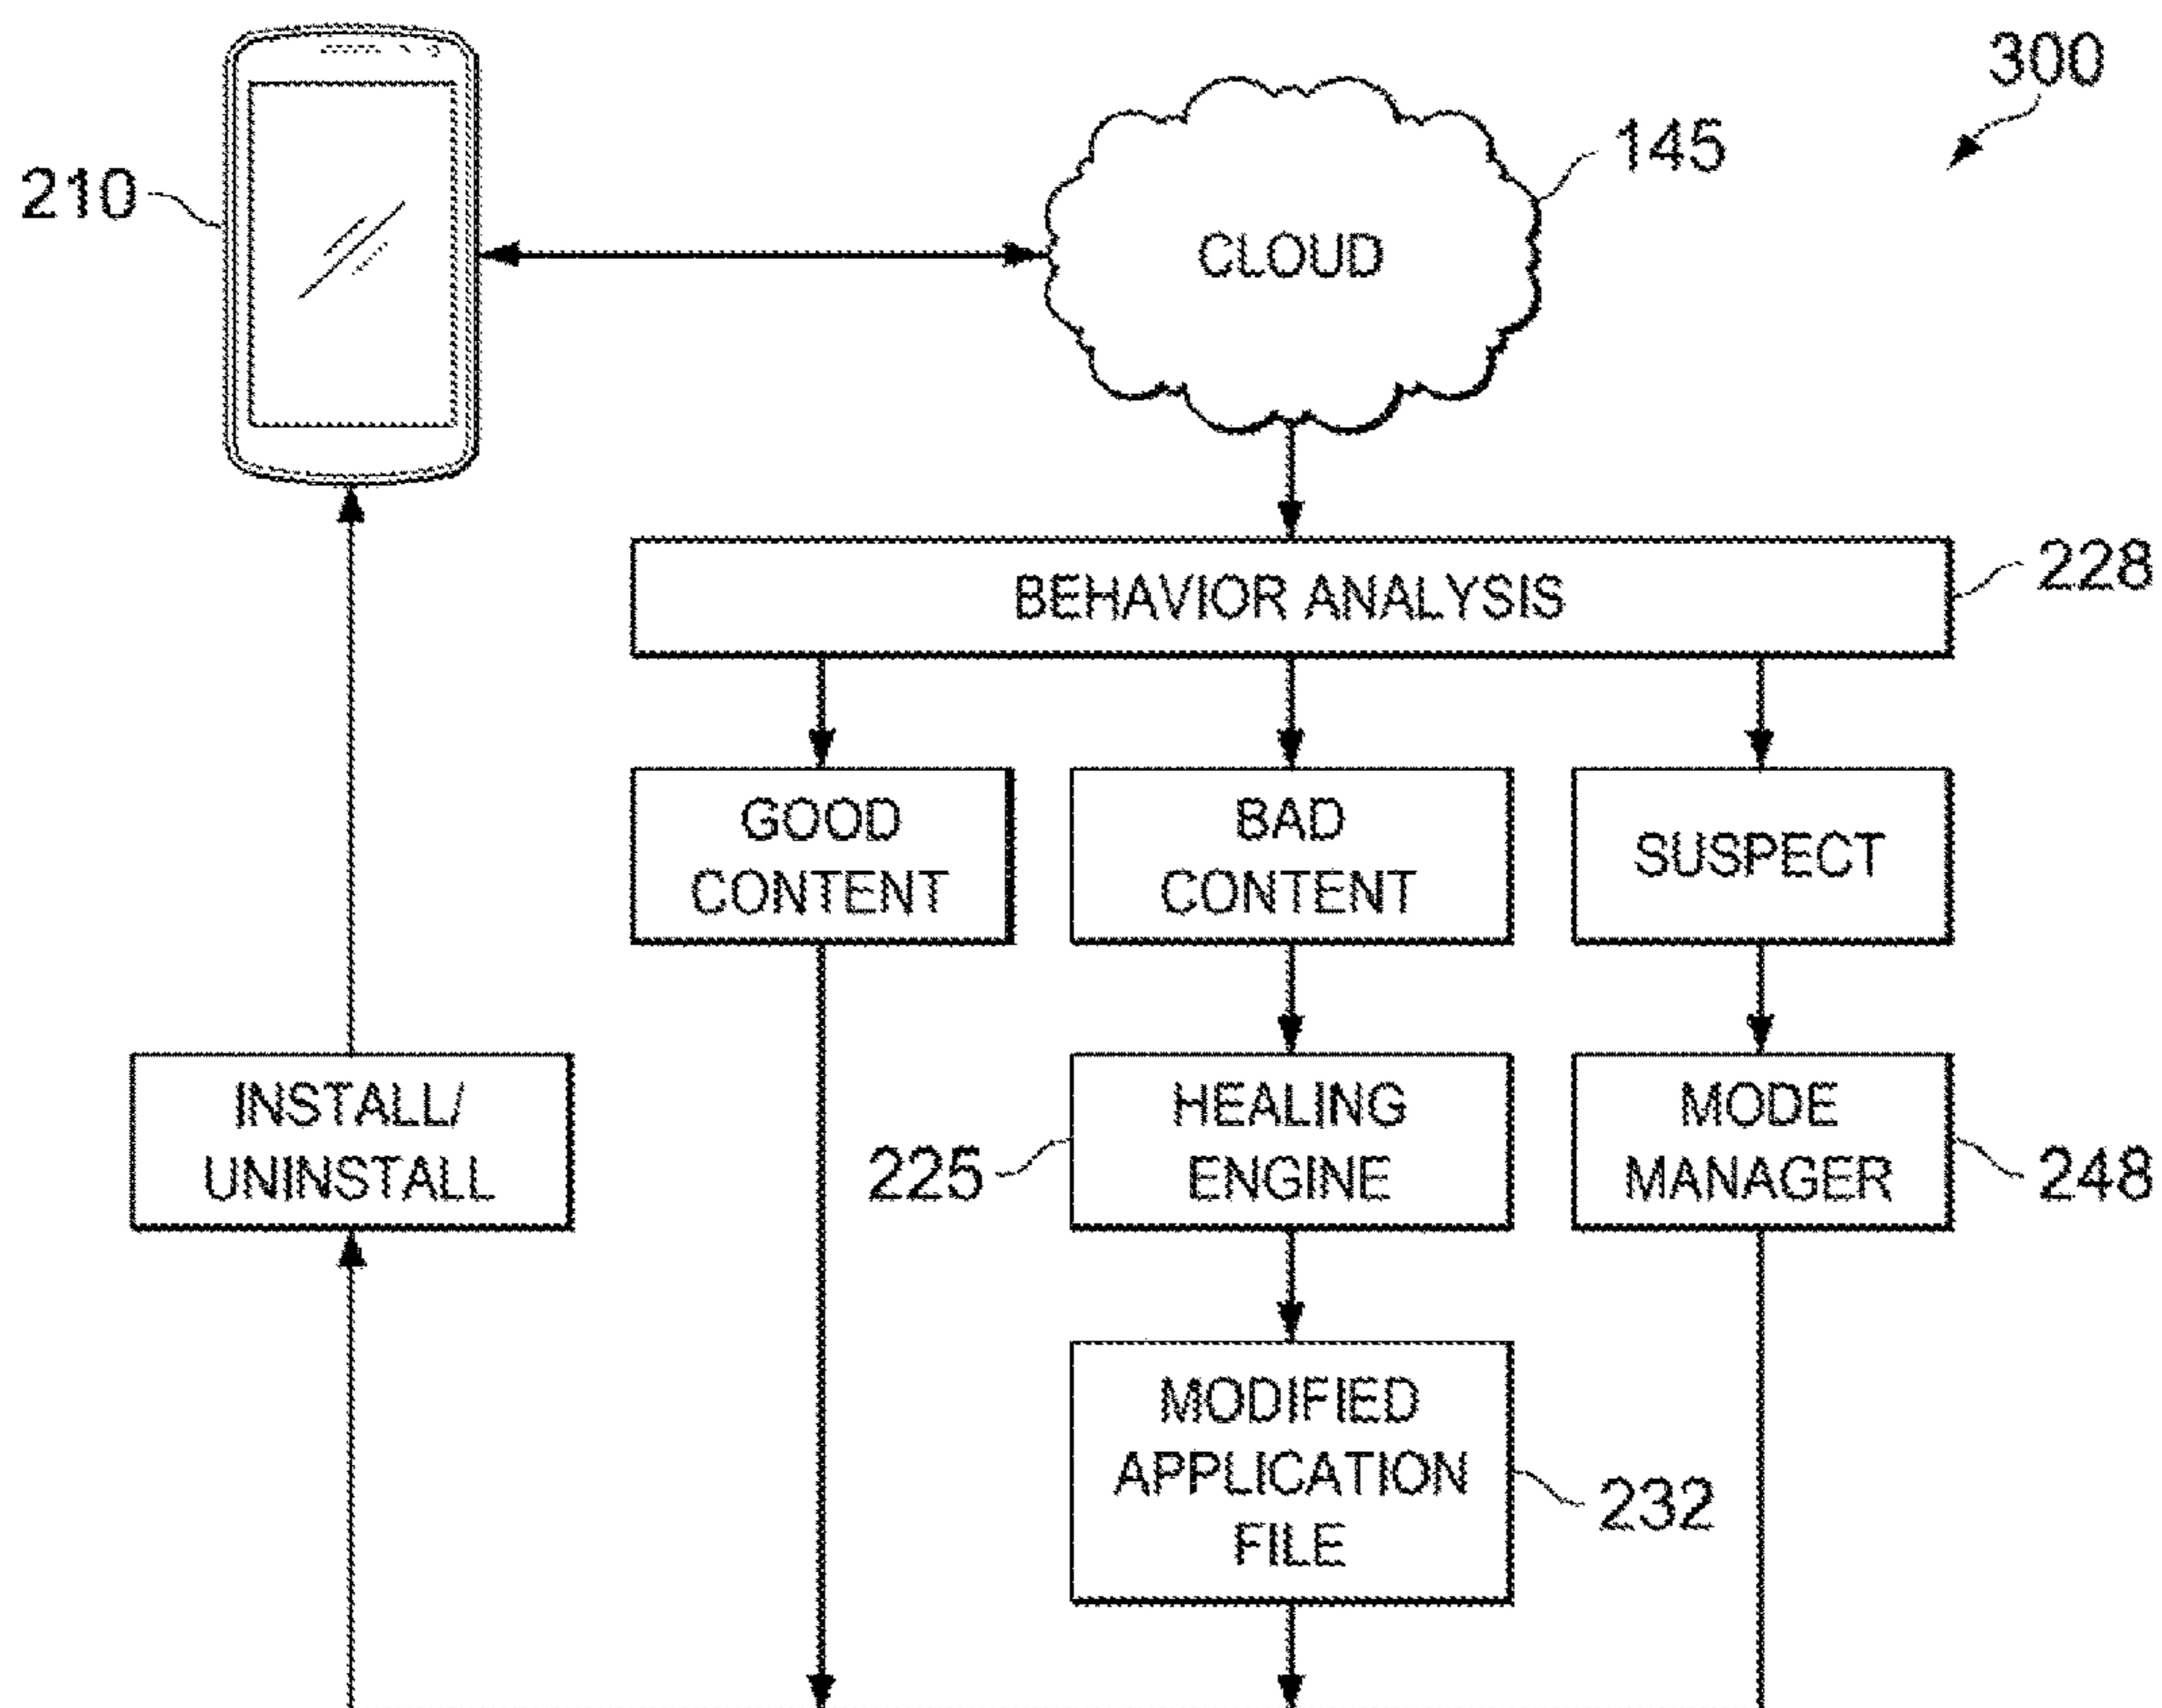 300
145
210
CLOUD
228
BEHAVIOR ANALYSIS
GOOD
CONTENT
BAD
CONTENT
SUSPECT
INSTALL/
UNINSTALL
225
HEALING
ENGINE
MODE
MANAGER
248
MODIFIED
APPLICATION
FILE
232